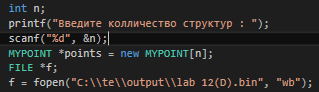 int n;
printf("Введите колличество структур : ");
scanf("%d", &n);
MYPOINT *points = new MYPOINT[n];
FILE *f;
f = fopen("C:\\te\\output\\lab 12(D).bin", "wb");